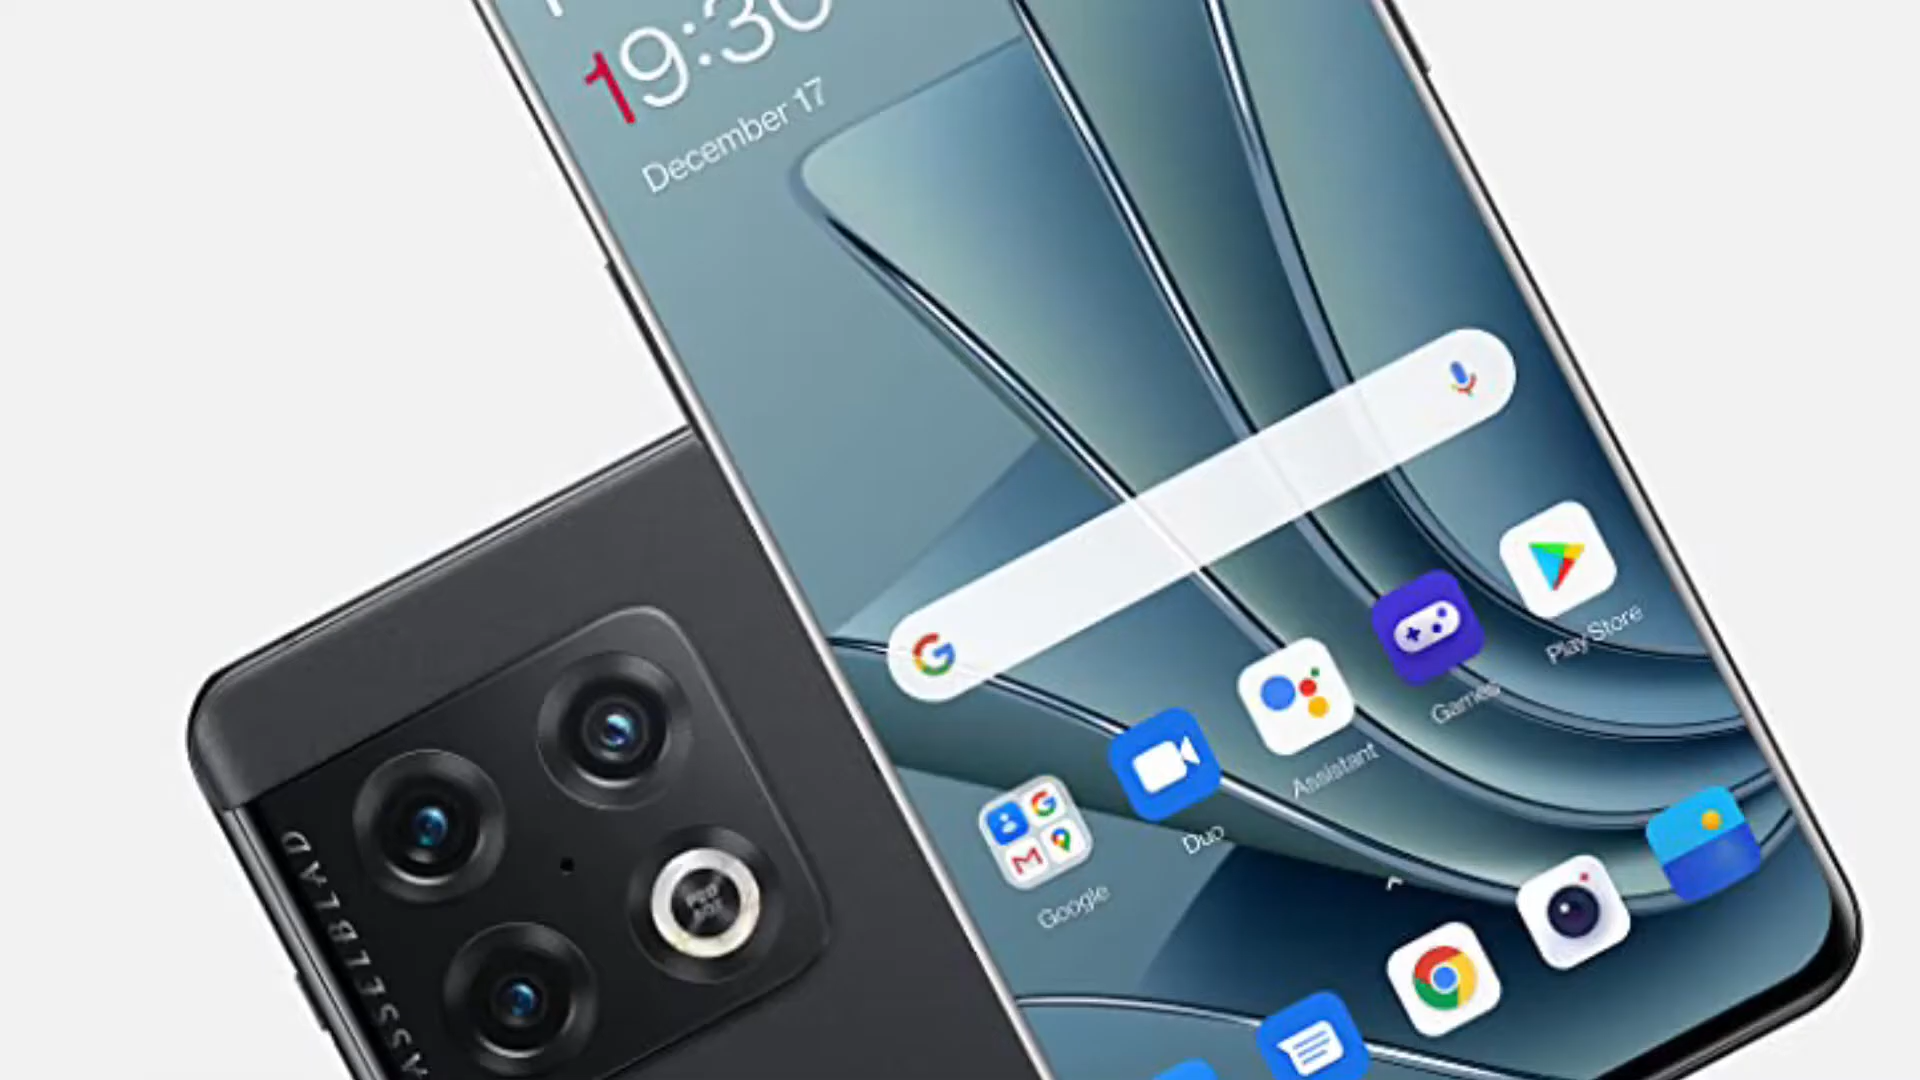 19:30
December 17
Play Store
Games
Assistant
Duo
Google
HASSELBLAD